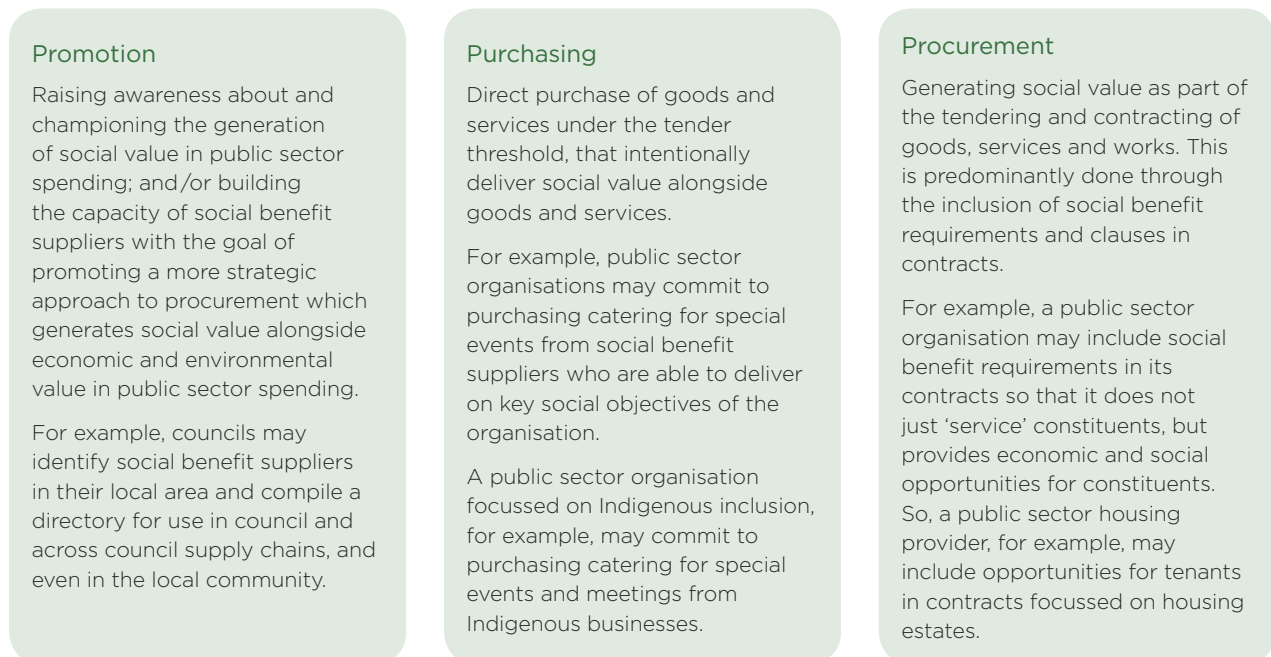 Promotion
Raising awareness about and
championing the generation
of social value in public sector
spending; and/or building
the capacity of social benefit
suppliers with the goal of
promoting a more strategic
approach to procurement which
generates social value alongside
economic and environmental
value in public sector spending.
For example, councils may
identify social benefit suppliers
in their local area and compile a
directory for use in council and
across council supply chains, and
even in the local community.
Purchasing
Direct purchase of goods and
services under the tender
threshold, that intentionally
deliver social value alongside
goods and services.
For example, public sector
organisations may commit to
purchasing catering for special
events from social benefit
suppliers who are able to deliver
on key social objectives of the
organisation.
A public sector organisation
focussed on Indigenous inclusion,
for example, may commit to
purchasing catering for special
events and meetings from
Indigenous businesses.
Procurement
Generating social value as part of
the tendering and contracting of
goods, services and works. This
is predominantly done through
the inclusion of social benefit
requirements and clauses in
contracts.
For example, a public sector
organisation may include social
benefit requirements in its
contracts so that it does not
just ‘service’ constituents, but
provides economic and social
opportunities for constituents.
So, a public sector housing
provider, for example, may
include opportunities for tenants
in contracts focussed on housing
estates.